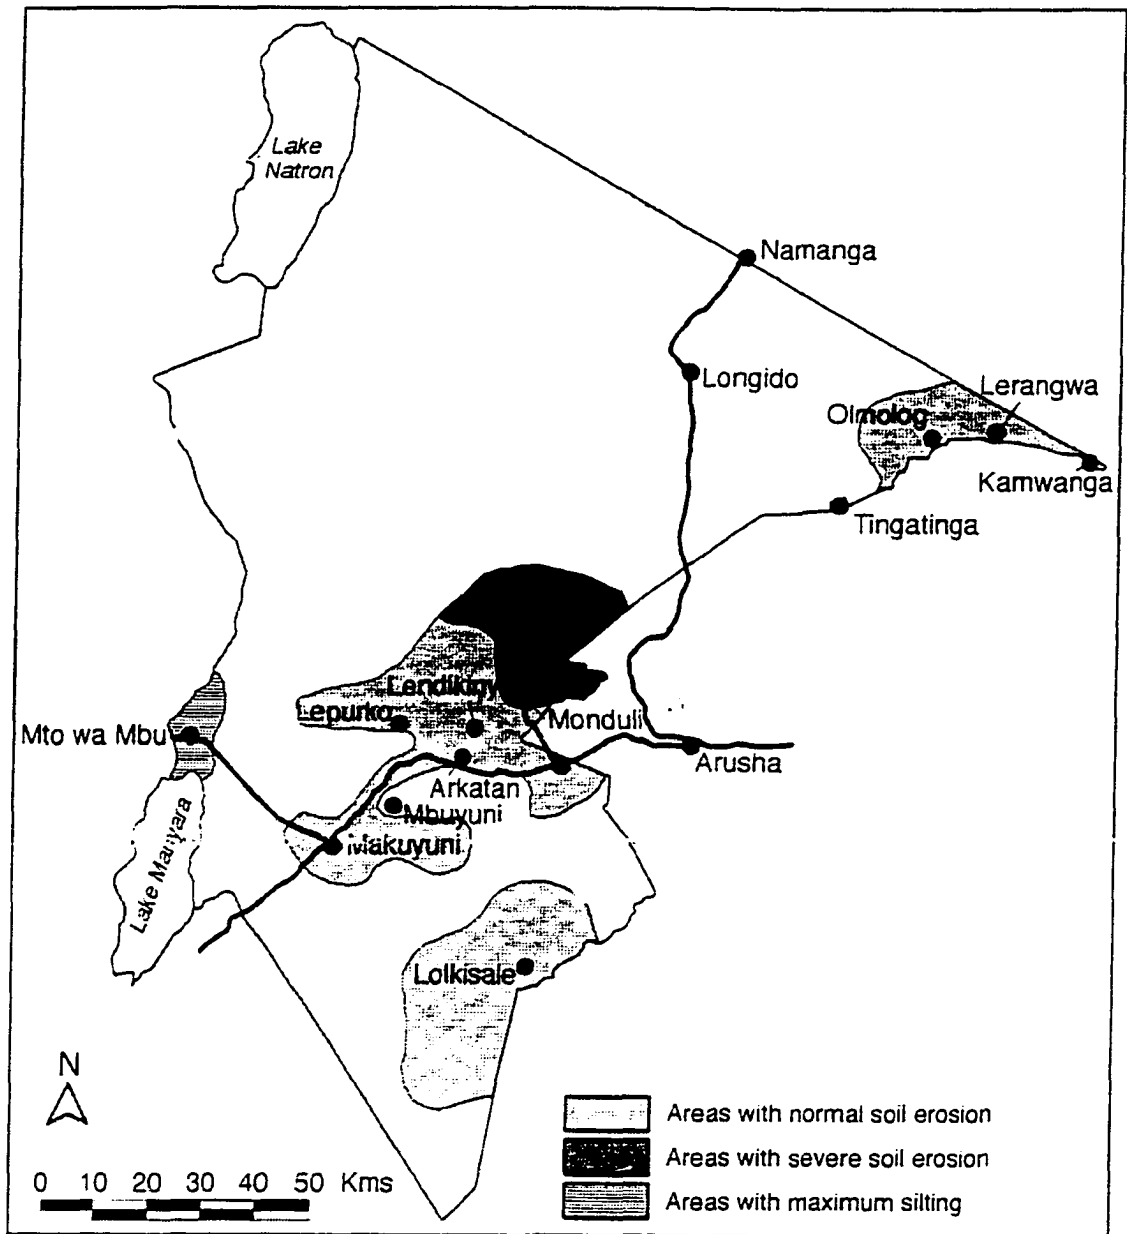 Lake
Natron
Namanga
Longido
Lerangwa
Olmolog
Kamwanga
Tingatinga
Lendikiny
Lepurko
Monduli
Mto wa Mbu
Arusha
Arkatan
Mbuyuni
Makuyuni
Lake Manyara
Lolkisale
N
Areas with normal soil erosion
Areas with severe soil erosion
0 10 20 30 40 50 Kms
Areas with maximum silting